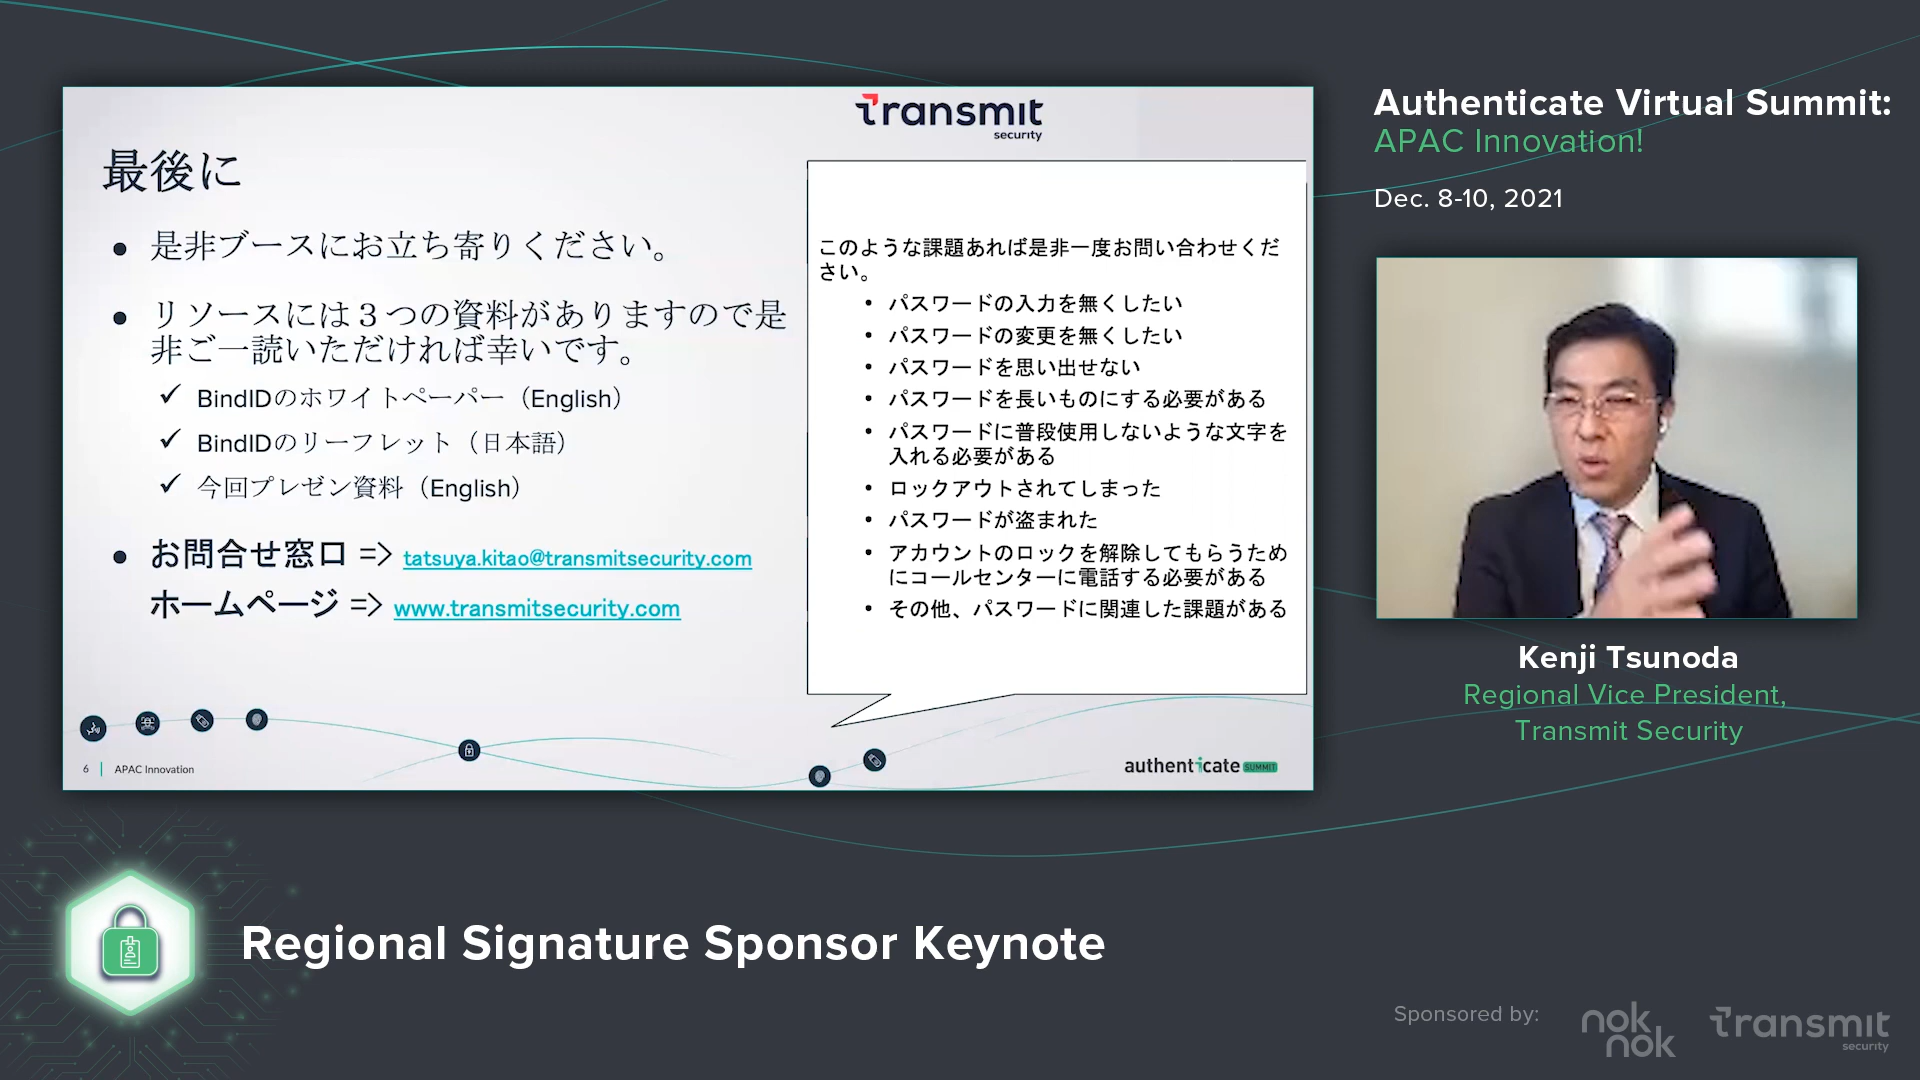 transmit
security
最後に
是非ブースにお立ち寄りください。
リソースには３つの資料がありますので是
非ご一読いただければ幸いです。
BindIDのホワイトペーパー（English）
BindIDのリーフレット（日本語）
今回プレゼン資料（English）
お問合せ窓口 => tatsuya.kitao@transmitsecurity.com
ホームページ => www.transmitsecurity.com
このような課題あれば是非一度お問い合わせくだ
さい。
• パスワードの入力を無くしたい
• パスワードの変更を無くしたい
• パスワードを思い出せない
• パスワードを長いものにする必要がある
• パスワードに普段使用しないような文字を
入れる必要がある
• ロックアウトされてしまった
• パスワードが盗まれた
• アカウントのロックを解除してもらうため
にコールセンターに電話する必要がある
• その他、パスワードに関連した課題がある
6 | APAC Innovation
authenticate SUMMIT
Authenticate Virtual Summit:
APAC Innovation!
Dec. 8-10, 2021
Kenji Tsunoda
Regional Vice President,
Transmit Security
Regional Signature Sponsor Keynote
Sponsored by:
nok
nok
transmit
security